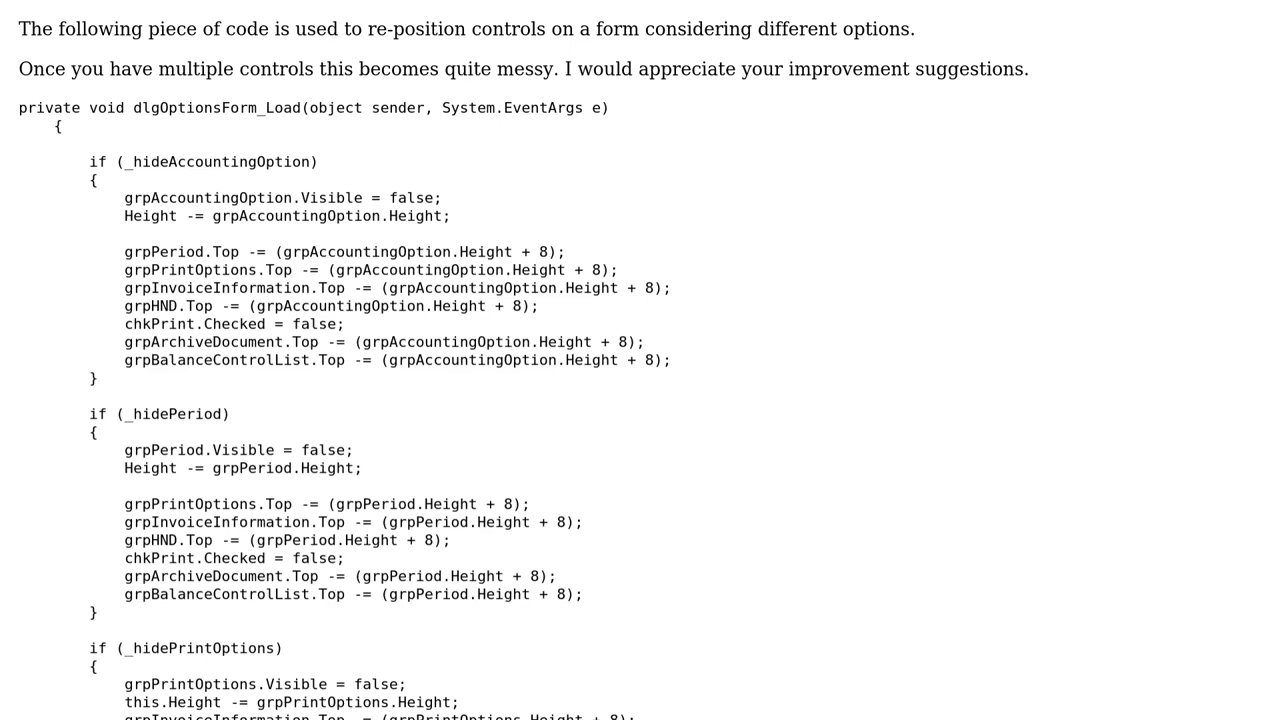 The following piece of code is used to re-position controls on a form considering different options.
Once you have multiple controls this becomes quite messy. I would appreciate your improvement suggestions.
private void dlgOptionsForm_Load(object sender, System.EventArgs e)
    {
        if (_hideAccountingOption)
        {
            grpAccountingOption.Visible = false;
            Height -= grpAccountingOption.Height;
            grpPeriod.Top -= (grpAccountingOption.Height + 8);
            grpPrintOptions.Top -= (grpAccountingOption.Height + 8);
            grpInvoiceInformation.Top -= (grpAccountingOption.Height + 8);
            grpHND.Top -= (grpAccountingOption.Height + 8);
            chkPrint.Checked = false;
            grpArchiveDocument.Top -= (grpAccountingOption.Height + 8);
            grpBalanceControlList.Top -= (grpAccountingOption.Height + 8);
        }
        if (_hidePeriod)
        {
            grpPeriod.Visible = false;
            Height -= grpPeriod.Height;
            grpPrintOptions.Top -= (grpPeriod.Height + 8);
            grpInvoiceInformation.Top -= (grpPeriod.Height + 8);
            grpHND.Top -= (grpPeriod.Height + 8);
            chkPrint.Checked = false;
            grpArchiveDocument.Top -= (grpPeriod.Height + 8);
            grpBalanceControlList.Top -= (grpPeriod.Height + 8);
        }
        if (_hidePrintOptions)
        {
            grpPrintOptions.Visible = false;
            this.Height -= grpPrintOptions.Height;
            grpInvoiceInformation.Top -= (grpPrintOptions.Height + 8);